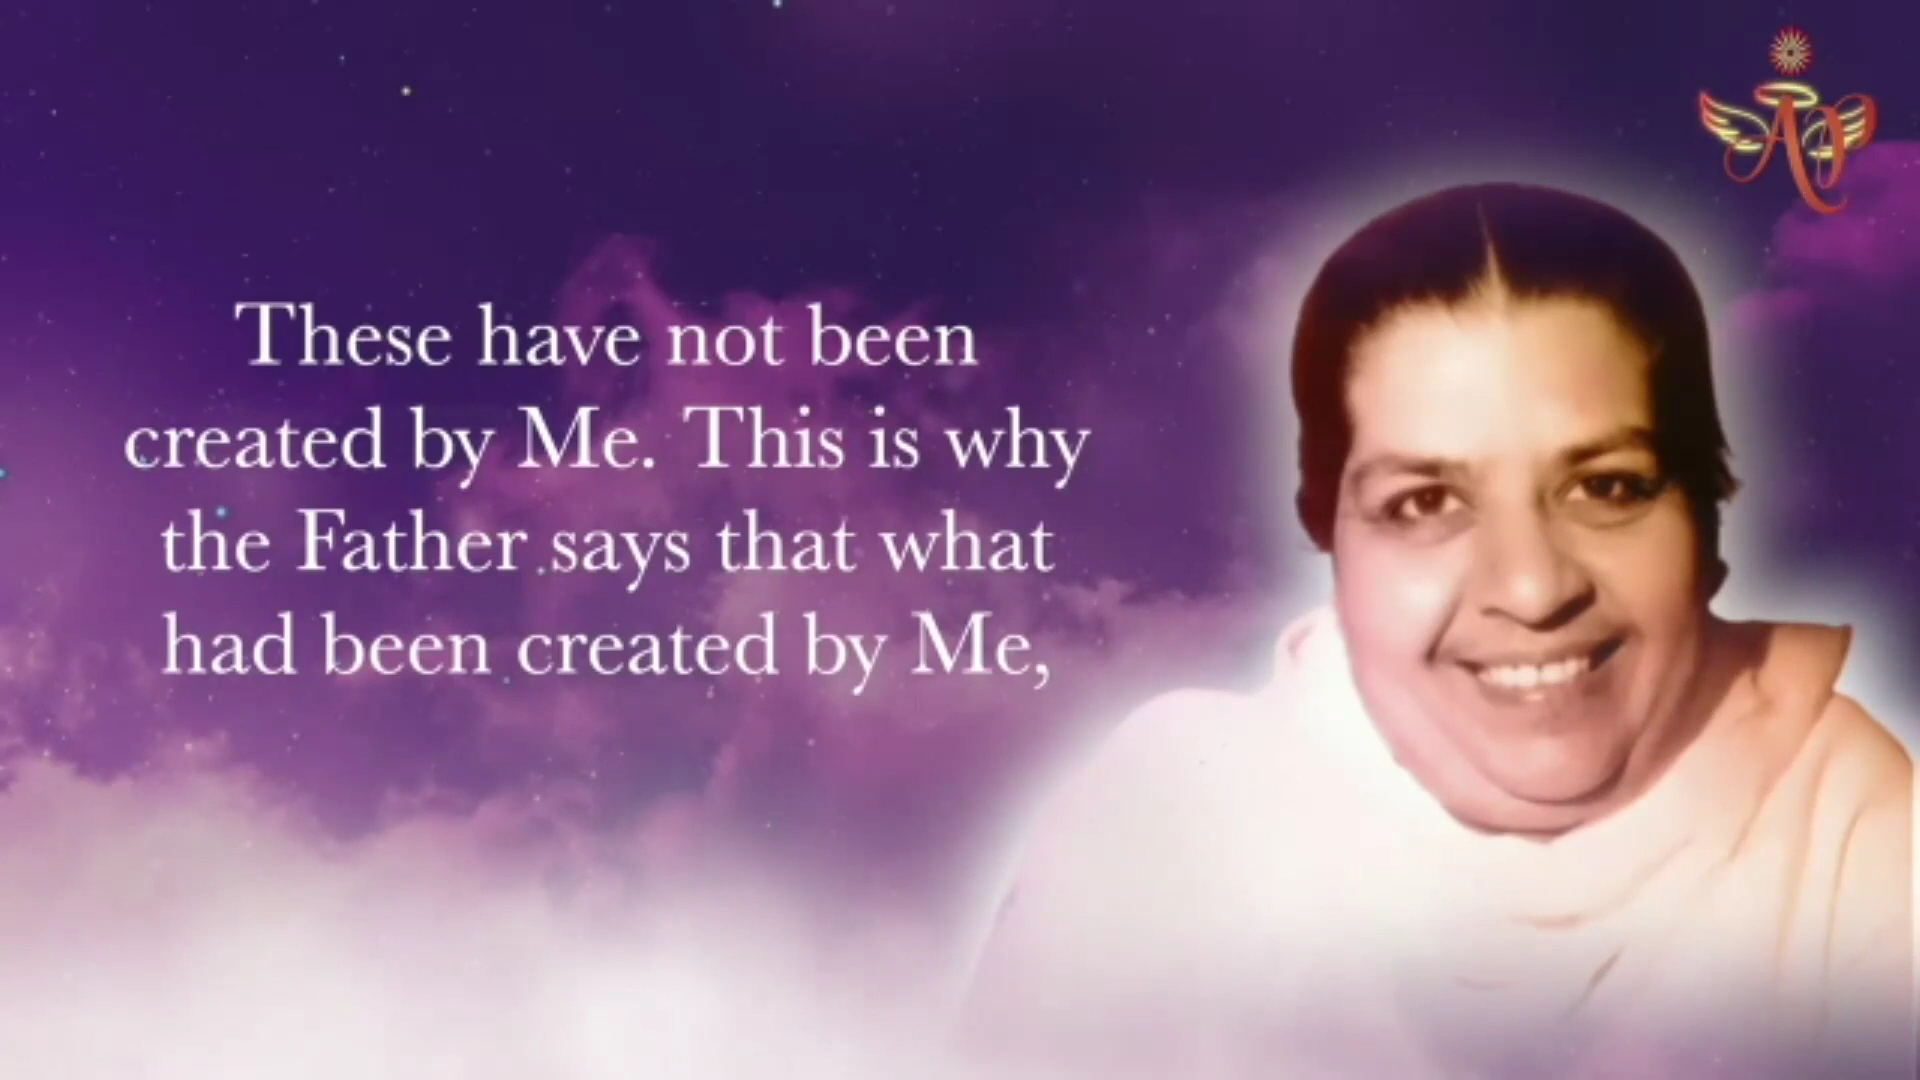 These have not been
created by Me. This is why
the Father says that what
had been created by Me,